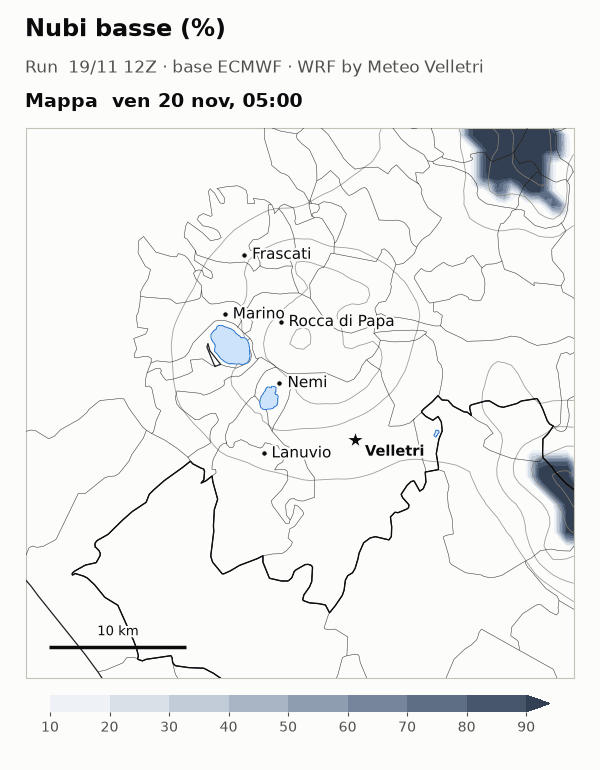 Nubi basse (%)
Run  19/11 12Z · base ECMWF · WRF by Meteo Velletri
Mappa  ven 20 nov, 05:00
Frascati
Marino
Rocca di Papa
Nemi
Velletri
Lanuvio
10 km
10 20 30 40 50 60 70 80 90